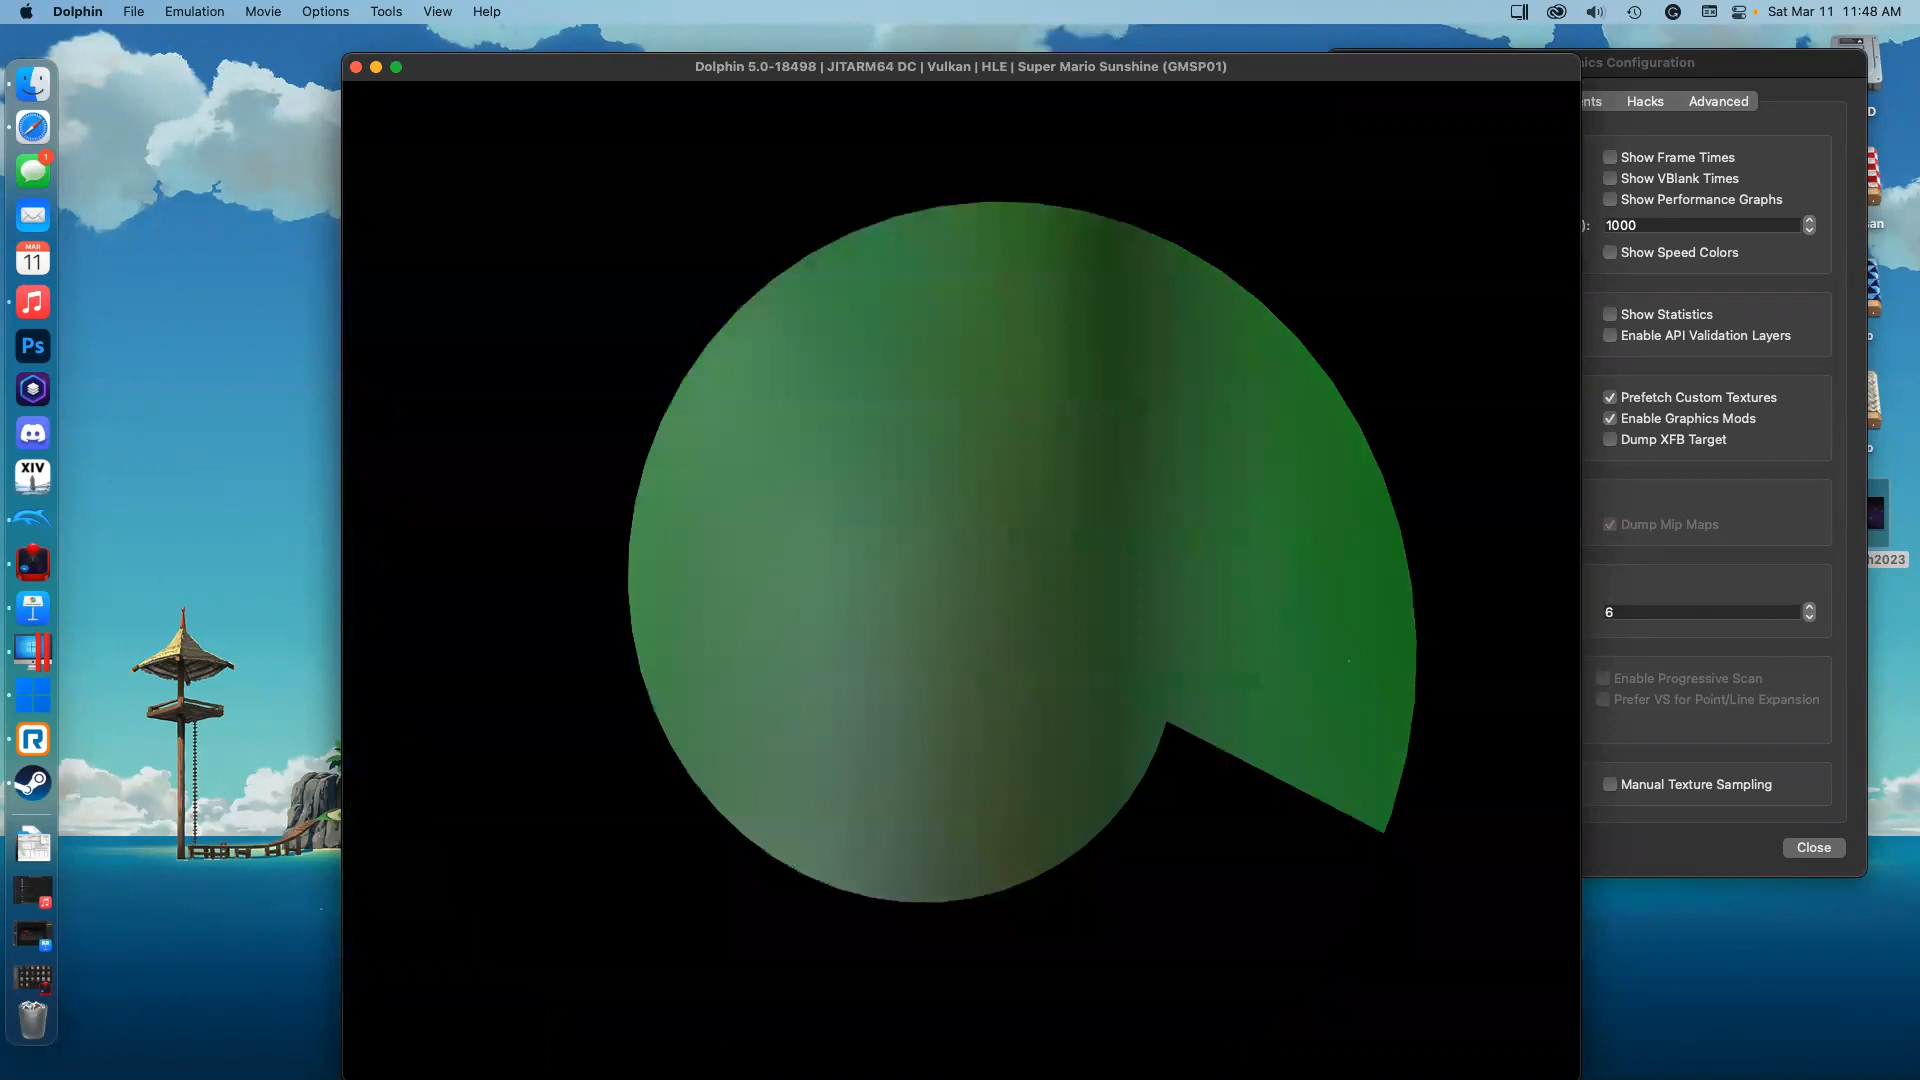 Dolphin File Emulation Movie Options Tools View Help
Sat Mar 11 11:48 AM
Dolphin 5.0-18498 | JITARM64 DC | Vulkan | HLE | Super Mario Sunshine (GMSP01)
ics Configuration
nts Hacks Advanced
D
Show Frame Times
Show VBlank Times
Show Performance Graphs
): 1000
an
Show Speed Colors
Show Statistics
Enable API Validation Layers
o
Prefetch Custom Textures
Enable Graphics Mods
Dump XFB Target
o
Dump Mip Maps
h2023
6
Enable Progressive Scan
Prefer VS for Point/Line Expansion
Manual Texture Sampling
Close
1
MAR
11
Ps
XIV